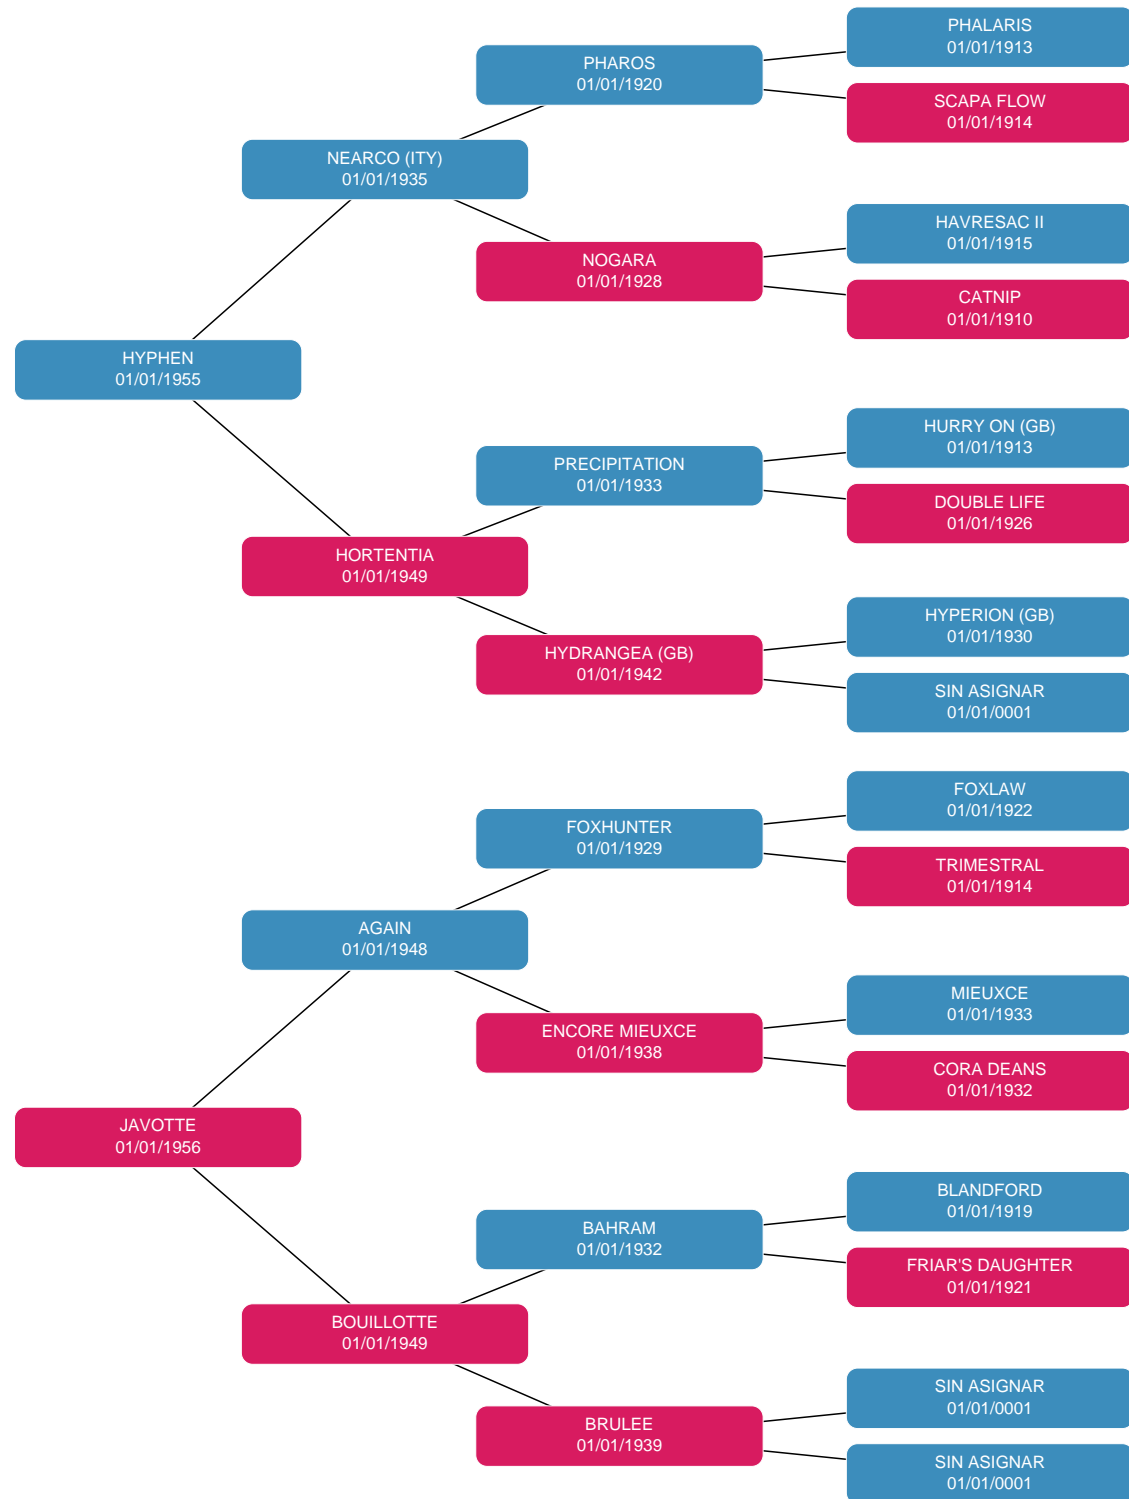 PHALARIS
01/01/1913
PHAROS
01/01/1920
SCAPA FLOW
01/01/1914
NEARCO (ITY)
01/01/1935
HAVRESAC II
01/01/1915
NOGARA
01/01/1928
CATNIP
01/01/1910
HYPHEN
01/01/1955
HURRY ON (GB)
01/01/1913
PRECIPITATION
01/01/1933
DOUBLE LIFE
01/01/1926
HORTENTIA
01/01/1949
HYPERION (GB)
01/01/1930
HYDRANGEA (GB)
01/01/1942
SIN ASIGNAR
01/01/0001
FOXLAW
01/01/1922
FOXHUNTER
01/01/1929
TRIMESTRAL
01/01/1914
AGAIN
01/01/1948
MIEUXCE
01/01/1933
ENCORE MIEUXCE
01/01/1938
CORA DEANS
01/01/1932
JAVOTTE
01/01/1956
BLANDFORD
01/01/1919
BAHRAM
01/01/1932
FRIAR'S DAUGHTER
01/01/1921
BOUILLOTTE
01/01/1949
SIN ASIGNAR
01/01/0001
BRULEE
01/01/1939
SIN ASIGNAR
01/01/0001